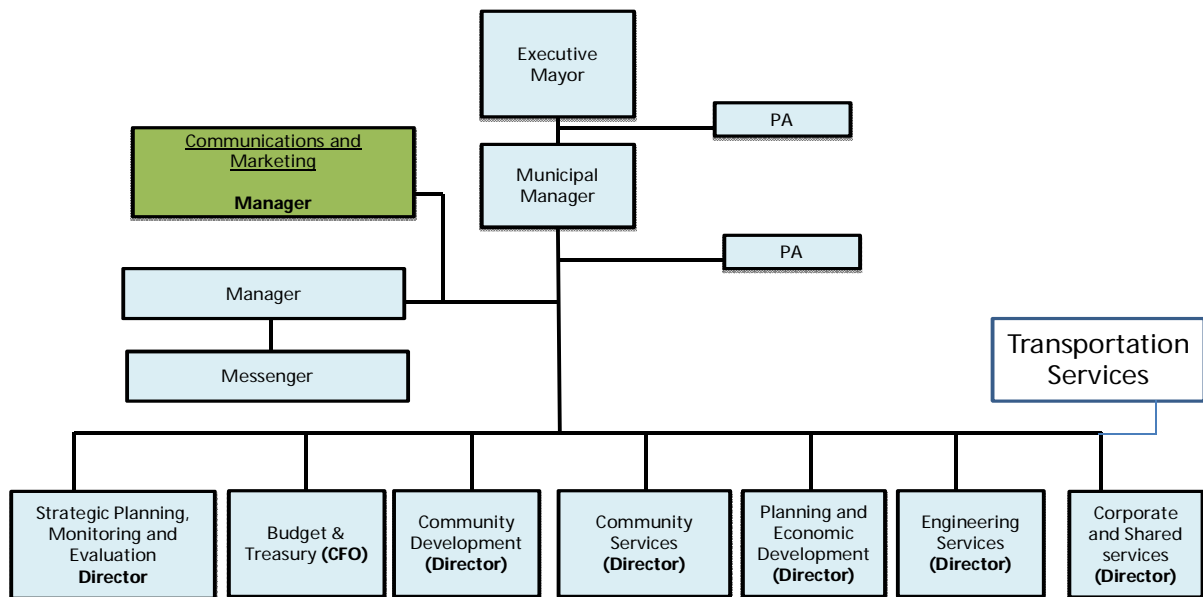 Executive
Mayor
PA
Communications and
Marketing
Manager
Municipal
Manager
PA
Manager
Messenger
Transportation
Services
Strategic Planning,
Monitoring and
Evaluation
Director
Budget &
Treasury (CFO)
Community
Development
(Director)
Community
Services
(Director)
Planning and
Economic
Development
(Director)
Engineering
Services
(Director)
Corporate
and Shared
services
(Director)